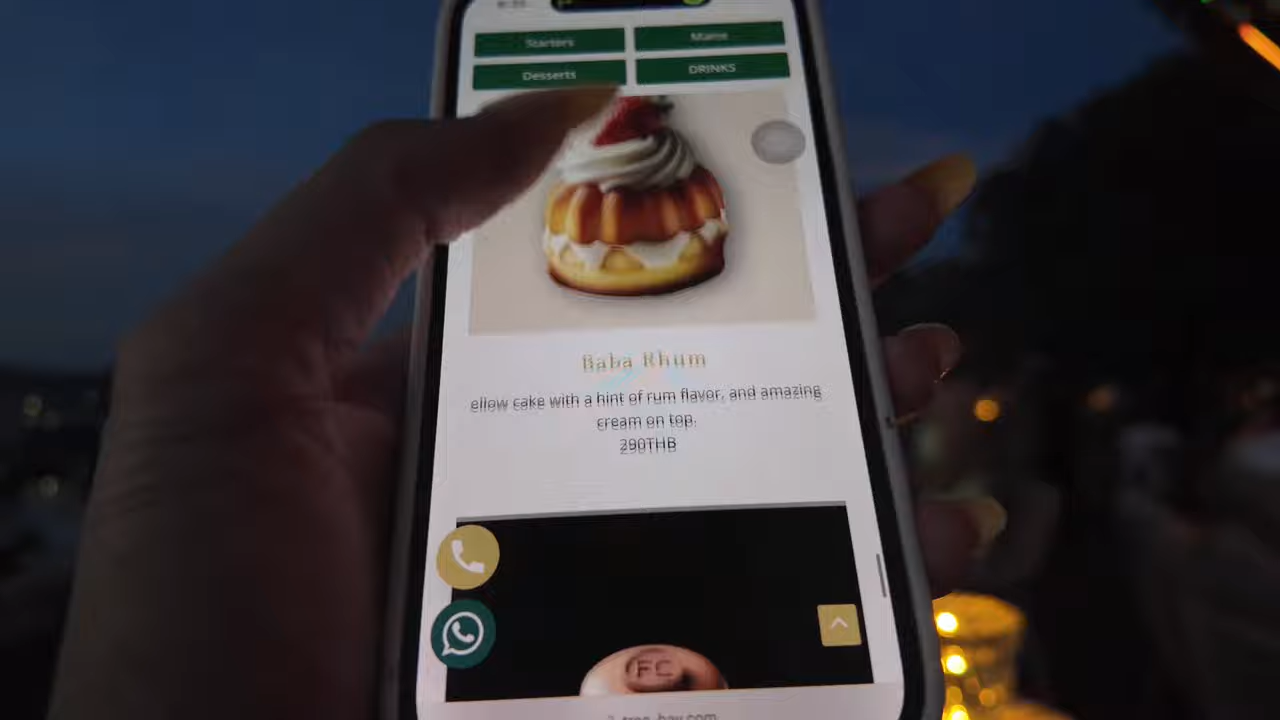 Starters
Mains
Desserts
DRINKS
Baba Rhum
ellow cake with a hint of rum flavor, and amazing
cream on top.
290THB
FC